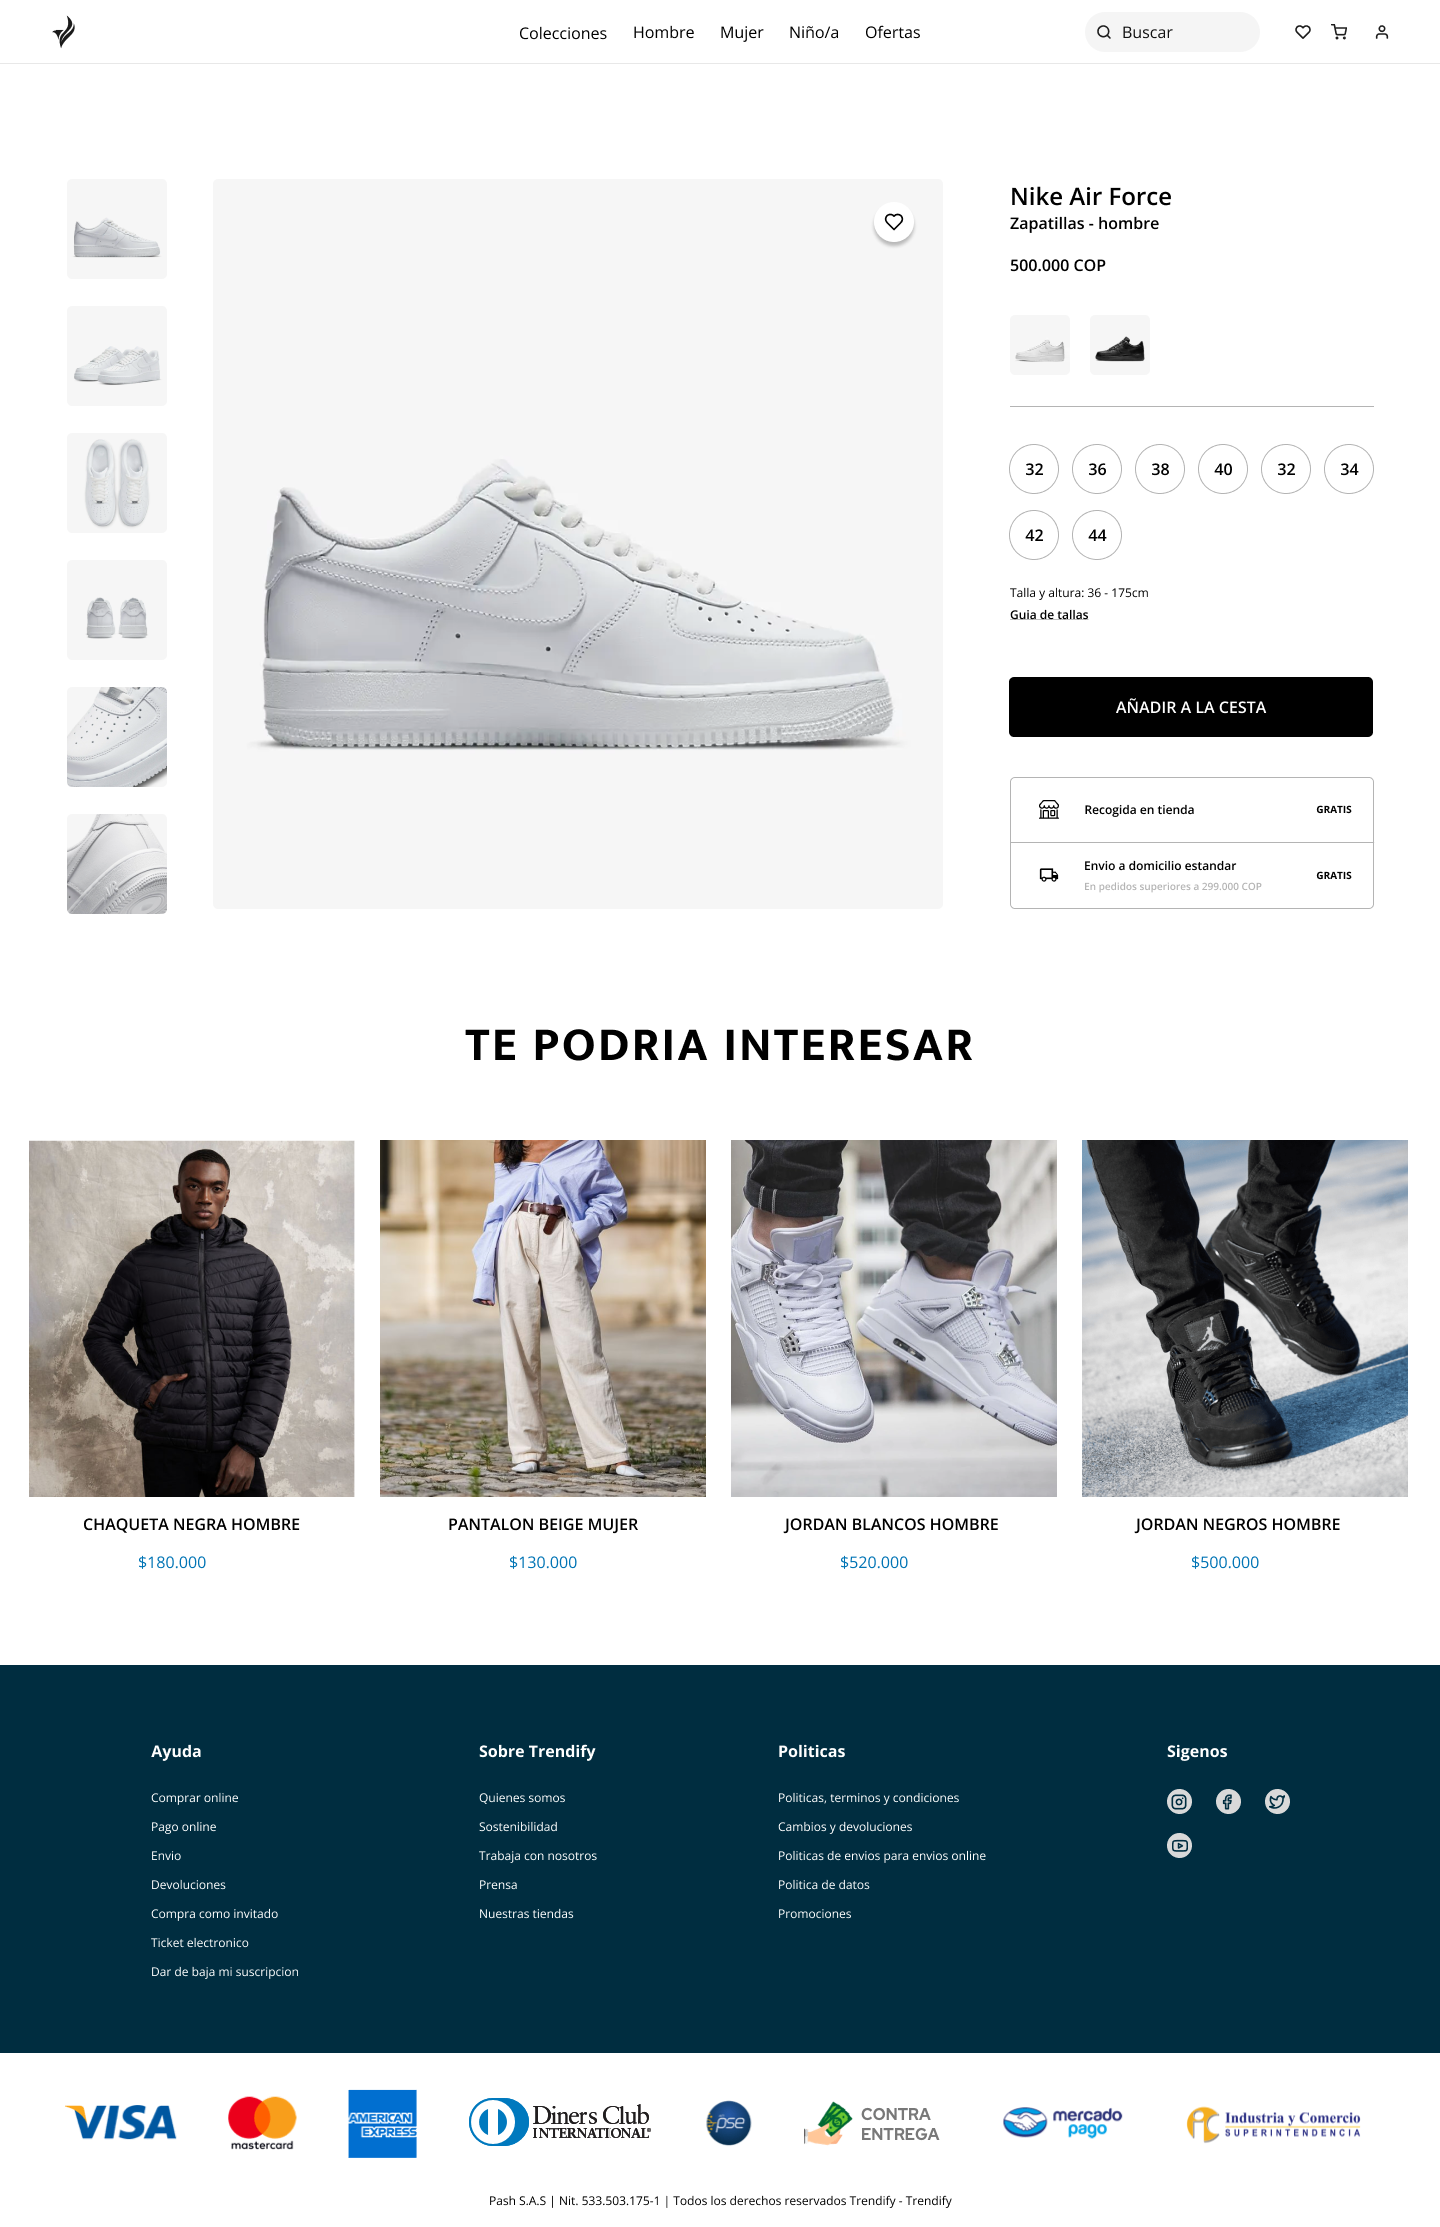 Colecciones Hombre Mujer Niño/a Ofertas Buscar
Nike Air Force
Zapatillas - hombre
500.000 COP
32 36 38 40 32 34
42 44
Talla y altura: 36 - 175cm
Guia de tallas
AÑADIR A LA CESTA
Recogida en tienda GRATIS
Envio a domicilio estandar
En pedidos superiores a 299.000 COP
GRATIS
TE PODRIA INTERESAR
CHAQUETA NEGRA HOMBRE
$180.000
PANTALON BEIGE MUJER
$130.000
JORDAN BLANCOS HOMBRE
$520.000
JORDAN NEGROS HOMBRE
$500.000
Ayuda
Comprar online
Pago online
Envio
Devoluciones
Compra como invitado
Ticket electronico
Dar de baja mi suscripcion
Sobre Trendify
Quienes somos
Sostenibilidad
Trabaja con nosotros
Prensa
Nuestras tiendas
Politicas
Politicas, terminos y condiciones
Cambios y devoluciones
Politicas de envios para envios online
Politica de datos
Promociones
Sigenos
VISA
mastercard
AMERICAN
EXPRESS
Diners Club
INTERNATIONAL®
pse
CONTRA
ENTREGA
mercado
pago
Industria y Comercio
SUPERINTENDENCIA
Pash S.A.S | Nit. 533.503.175-1 | Todos los derechos reservados Trendify - Trendify